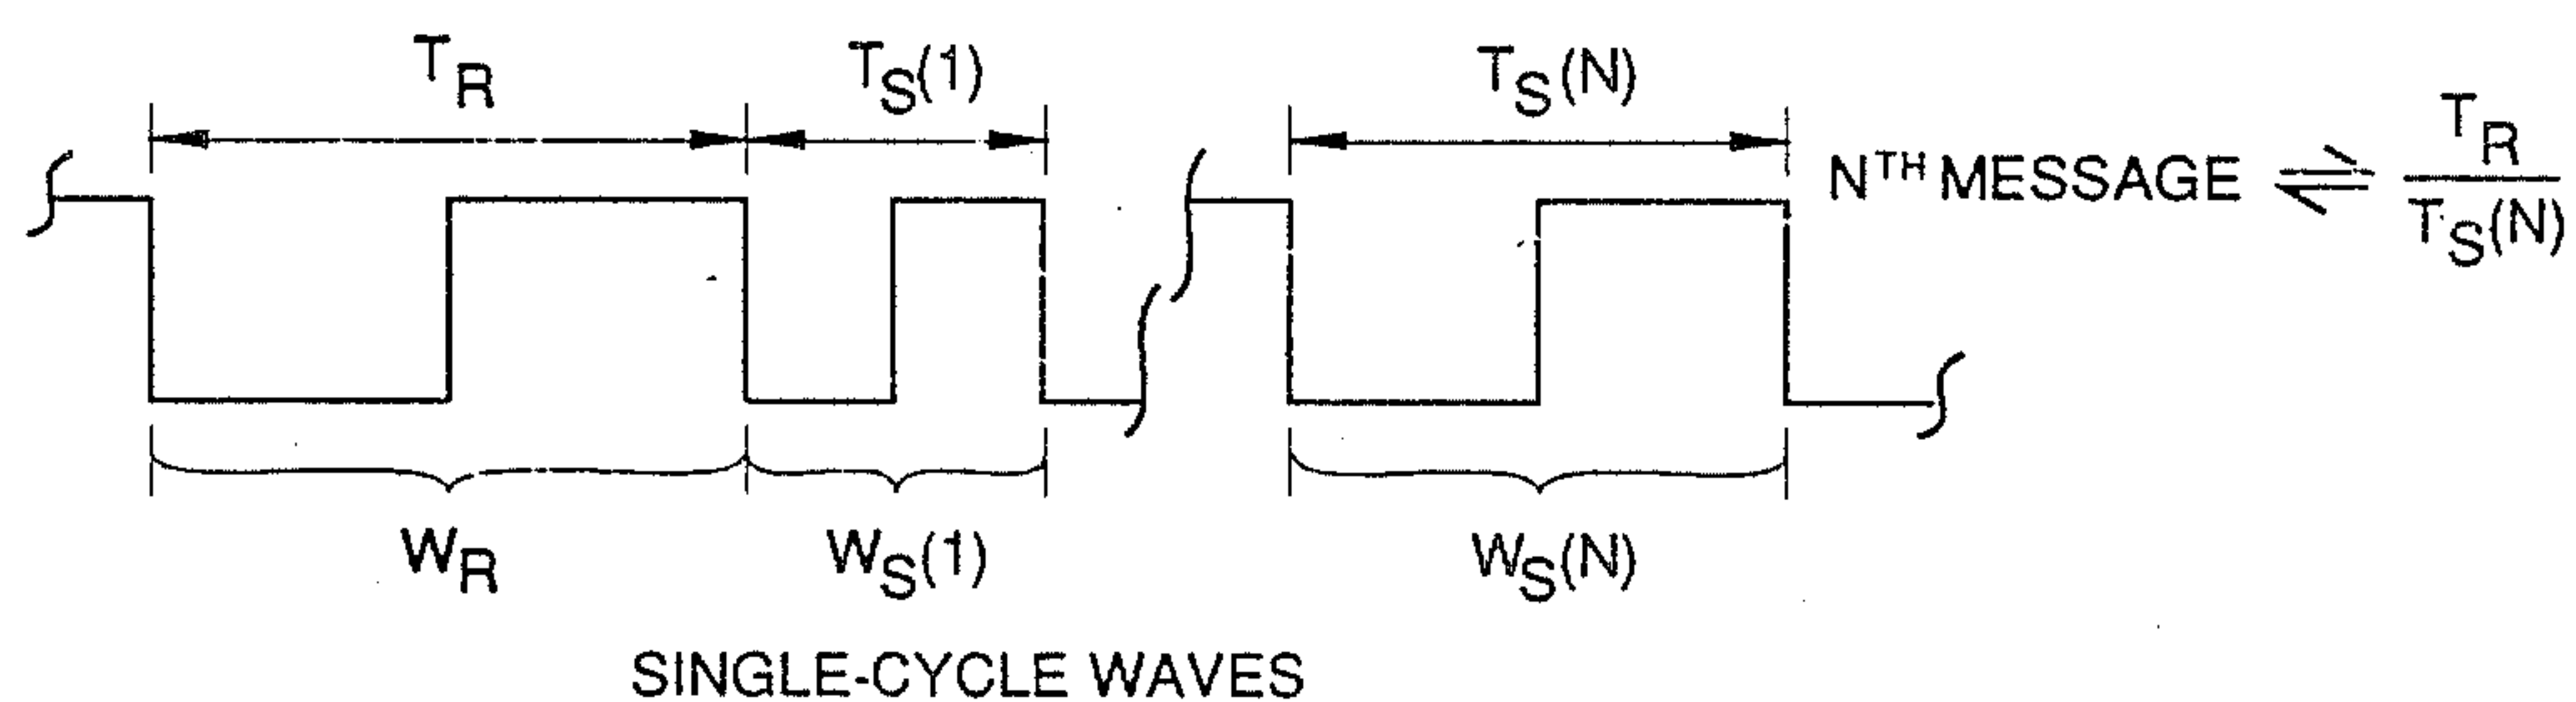 T_R
T_S(1)
T_S(N)
N^TH MESSAGE ⇌ T_R / T_S(N)
W_R
W_S(1)
W_S(N)
SINGLE-CYCLE WAVES